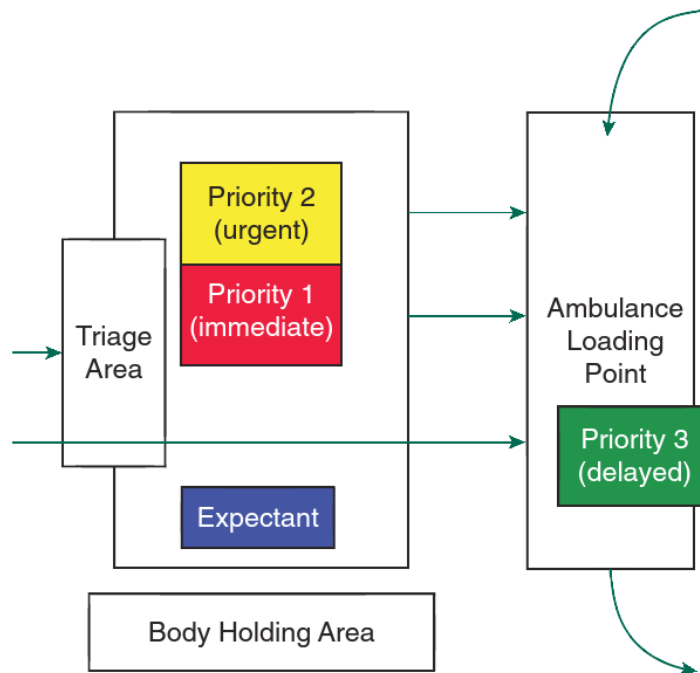 Priority 2
(urgent)
Priority 1
(immediate)
Triage
Area
Ambulance
Loading
Point
Priority 3
(delayed)
Expectant
Body Holding Area